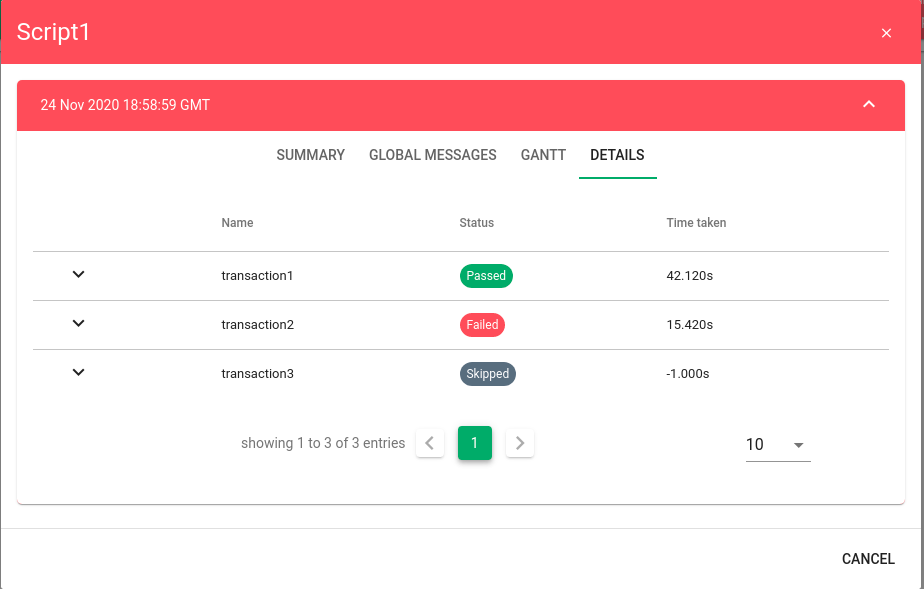 Script1
24 Nov 2020 18:58:59 GMT
SUMMARY GLOBAL MESSAGES GANTT DETAILS
Name Status Time taken
transaction1 Passed 42.120s
transaction2 Failed 15.420s
transaction3 Skipped -1.000s
showing 1 to 3 of 3 entries 1 10
CANCEL